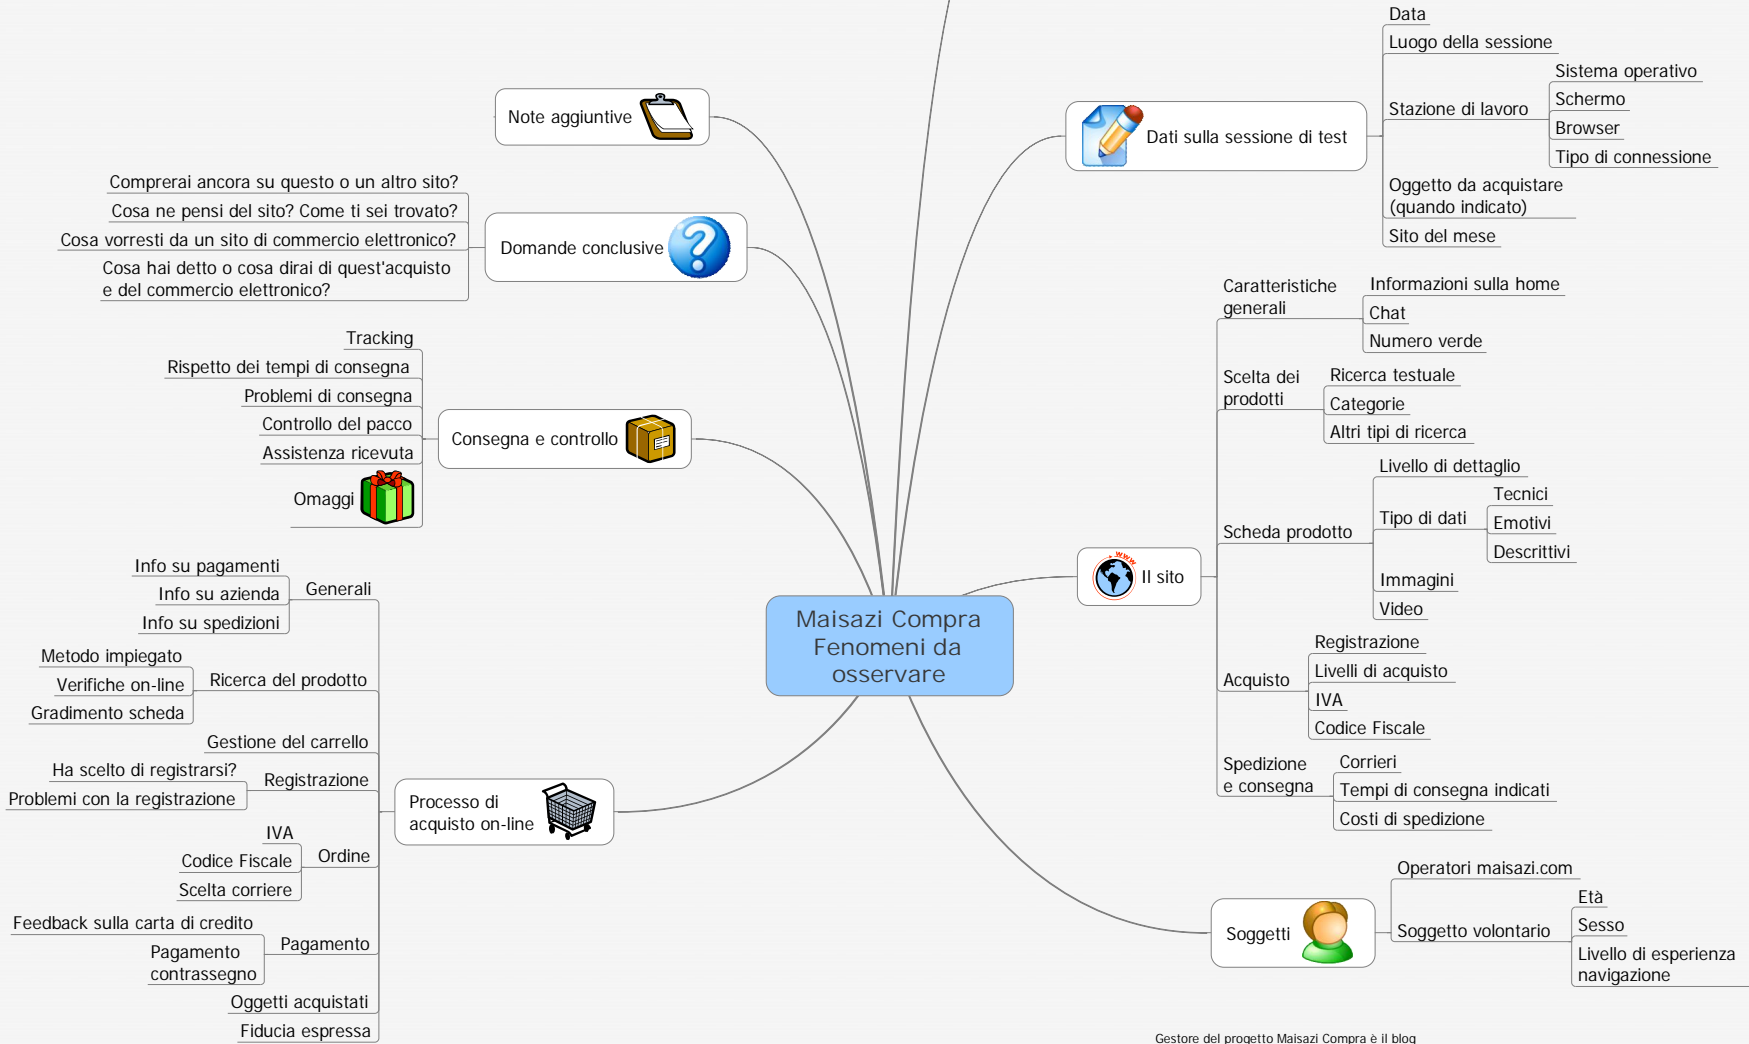 Maisazi Compra
Fenomeni da
osservare
Dati sulla sessione di test
Data
Luogo della sessione
Stazione di lavoro
Sistema operativo
Schermo
Browser
Tipo di connessione
Oggetto da acquistare
(quando indicato)
Sito del mese
WWW
Il sito
Caratteristiche
generali
Informazioni sulla home
Chat
Numero verde
Scelta dei
prodotti
Ricerca testuale
Categorie
Altri tipi di ricerca
Scheda prodotto
Livello di dettaglio
Tipo di dati
Tecnici
Emotivi
Descrittivi
Immagini
Video
Acquisto
Registrazione
Livelli di acquisto
IVA
Codice Fiscale
Spedizione
e consegna
Corrieri
Tempi di consegna indicati
Costi di spedizione
Soggetti
Operatori maisazi.com
Soggetto volontario
Età
Sesso
Livello di esperienza
navigazione
Note aggiuntive
Domande conclusive
Comprerai ancora su questo o un altro sito?
Cosa ne pensi del sito? Come ti sei trovato?
Cosa vorresti da un sito di commercio elettronico?
Cosa hai detto o cosa dirai di quest'acquisto
e del commercio elettronico?
Consegna e controllo
Tracking
Rispetto dei tempi di consegna
Problemi di consegna
Controllo del pacco
Assistenza ricevuta
Omaggi
Processo di
acquisto on-line
Generali
Info su pagamenti
Info su azienda
Info su spedizioni
Ricerca del prodotto
Metodo impiegato
Verifiche on-line
Gradimento scheda
Gestione del carrello
Registrazione
Ha scelto di registrarsi?
Problemi con la registrazione
Ordine
IVA
Codice Fiscale
Scelta corriere
Pagamento
Feedback sulla carta di credito
Pagamento
contrassegno
Oggetti acquistati
Fiducia espressa
Gestore del progetto Maisazi Compra è il blog